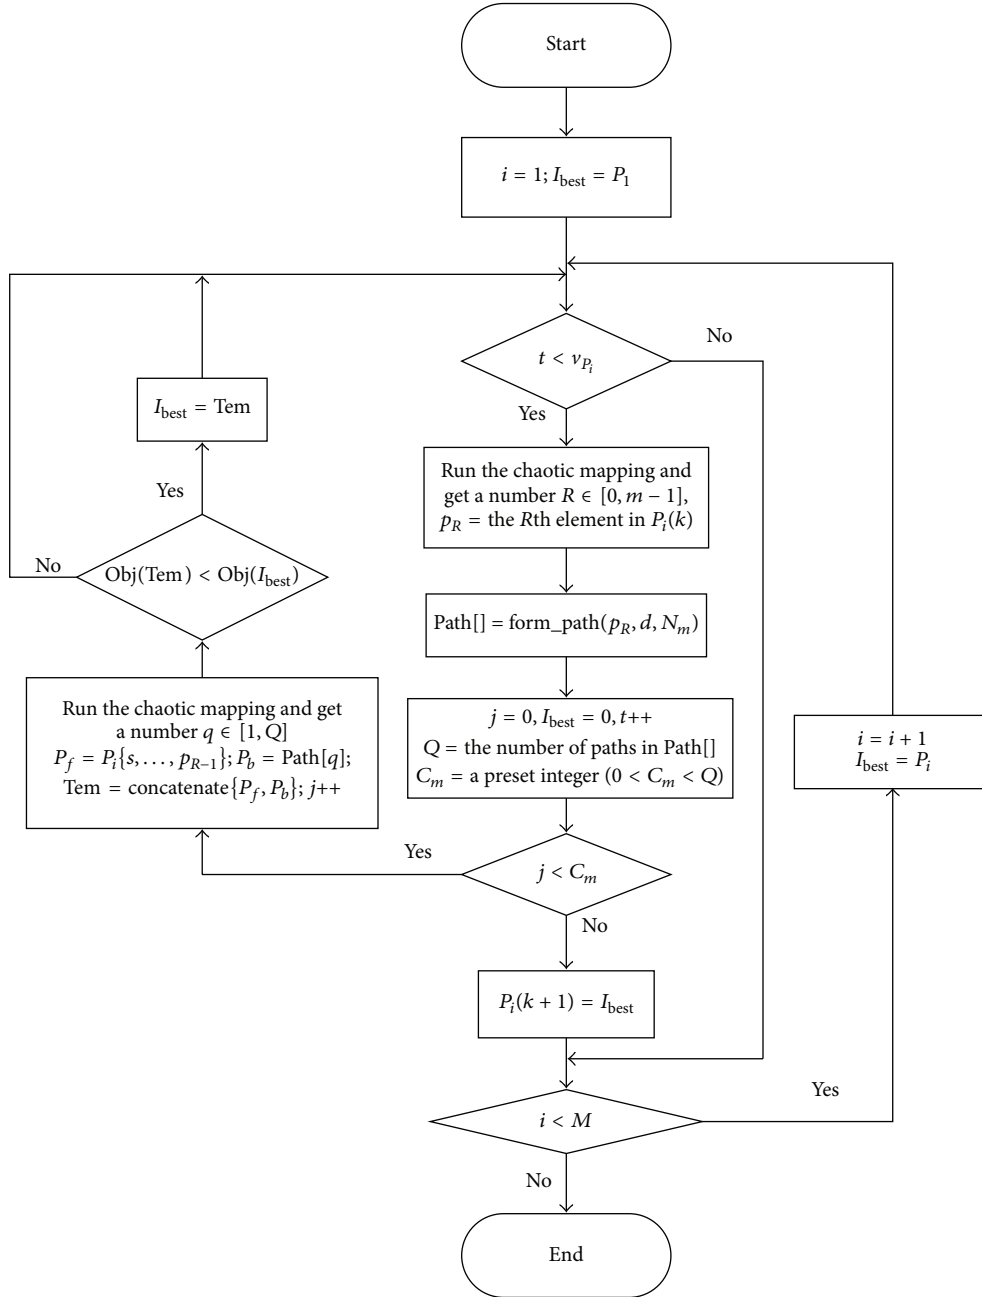 Start
i = 1; I_best = P_1
t < v_{P_i}
No
Yes
Run the chaotic mapping and
get a number R ∈ [0, m − 1],
p_R = the Rth element in P_i(k)
Path[] = form_path(p_R, d, N_m)
j = 0, I_best = 0, t++
Q = the number of paths in Path[]
C_m = a preset integer (0 < C_m < Q)
j < C_m
Yes
No
Run the chaotic mapping and get
a number q ∈ [1, Q]
P_f = P_i{s, . . . , p_{R−1}}; P_b = Path[q];
Tem = concatenate{P_f, P_b}; j++
Obj(Tem) < Obj(I_best)
No
Yes
I_best = Tem
P_i(k + 1) = I_best
i < M
Yes
i = i + 1
I_best = P_i
No
End